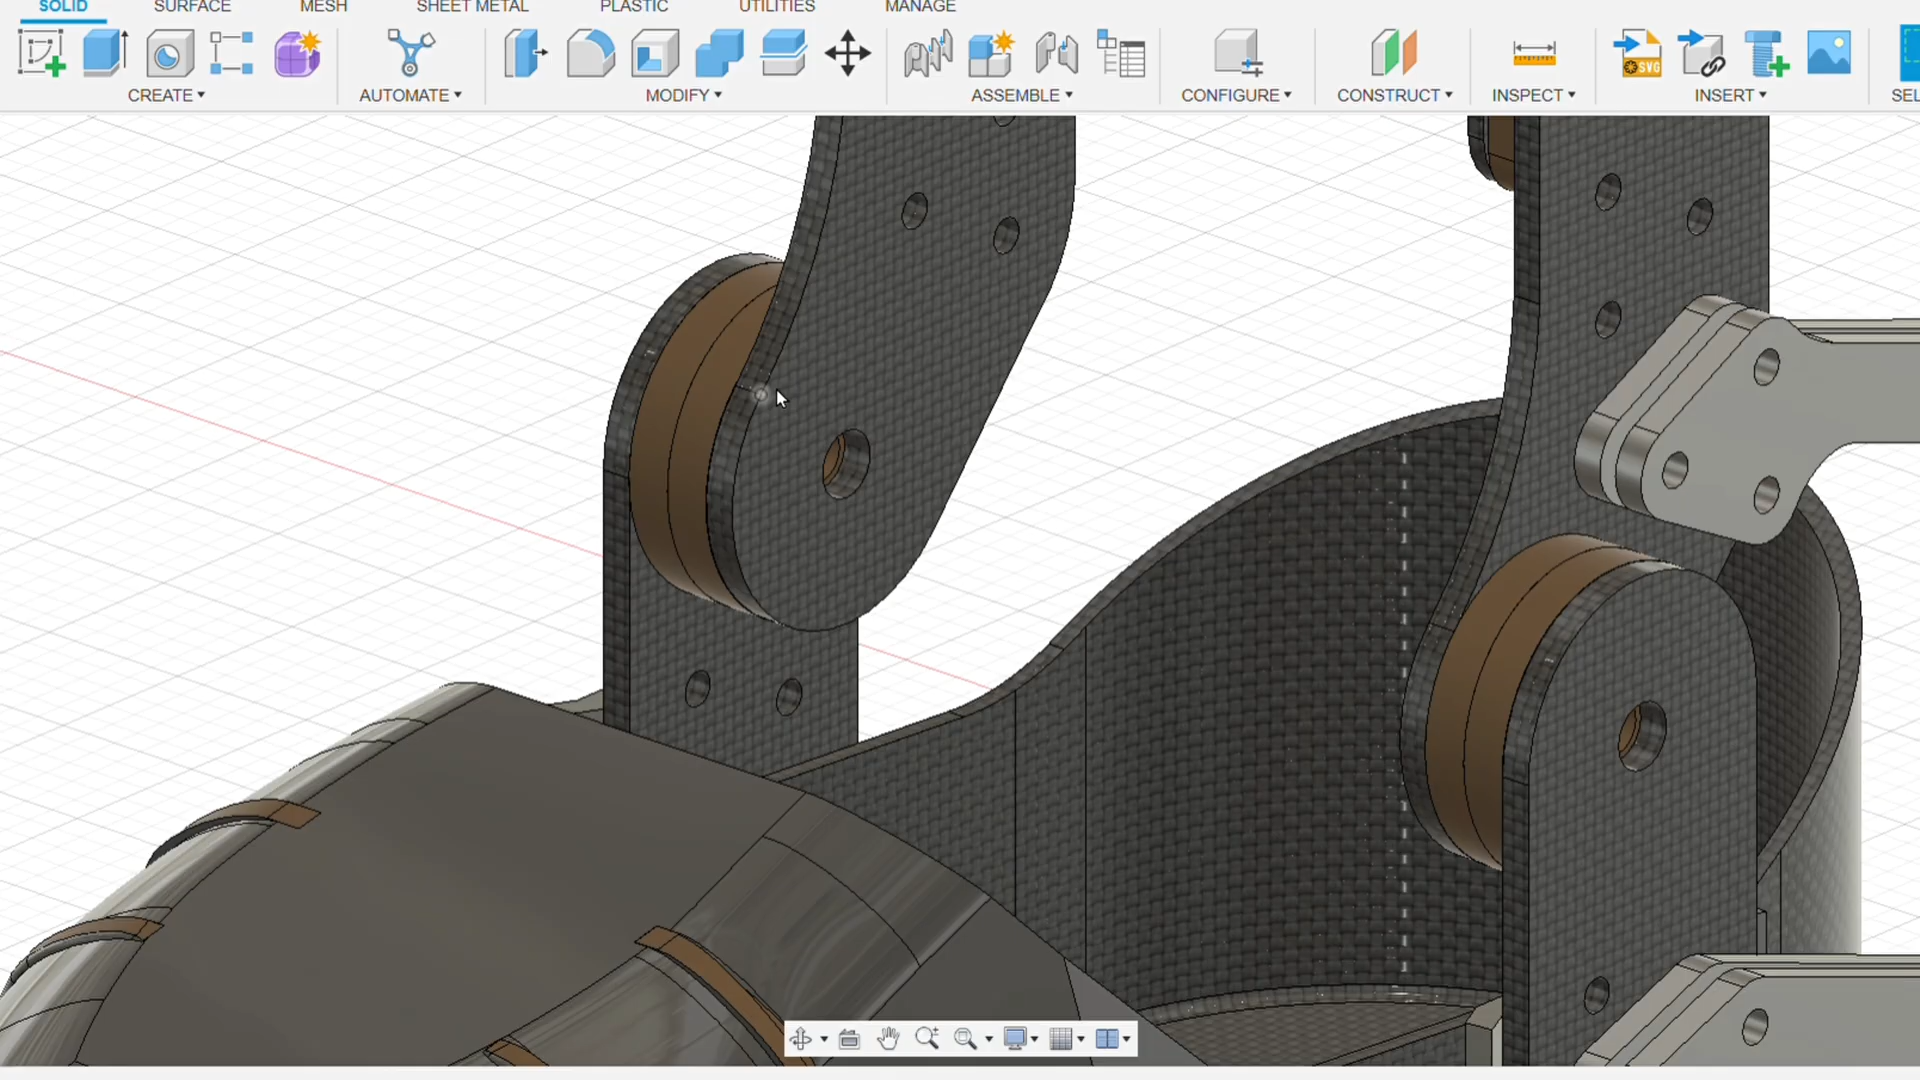 SOLID SURFACE MESH SHEET METAL PLASTIC UTILITIES MANAGE
SVG
CREATE AUTOMATE MODIFY ASSEMBLE CONFIGURE CONSTRUCT INSPECT INSERT SEL